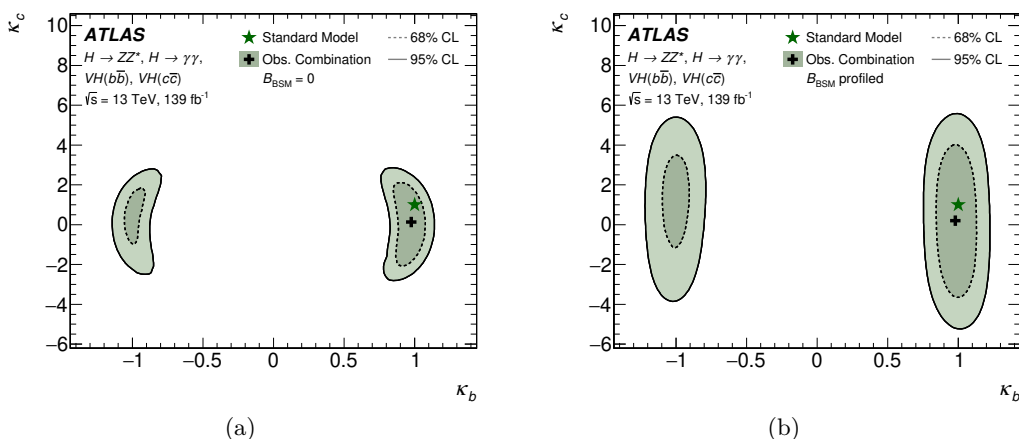 κ_c
10
8
6
4
2
0
−2
−4
−6
−1
−0.5
0
0.5
1
κ_b
ATLAS
H → ZZ*, H → γγ,
VH(bb̅), VH(cc̅)
√s = 13 TeV, 139 fb⁻¹
Standard Model
Obs. Combination
B_BSM = 0
68% CL
95% CL
(a)
κ_c
10
8
6
4
2
0
−2
−4
−6
−1
−0.5
0
0.5
1
κ_b
ATLAS
H → ZZ*, H → γγ,
VH(bb̅), VH(cc̅)
√s = 13 TeV, 139 fb⁻¹
Standard Model
Obs. Combination
B_BSM profiled
68% CL
95% CL
(b)